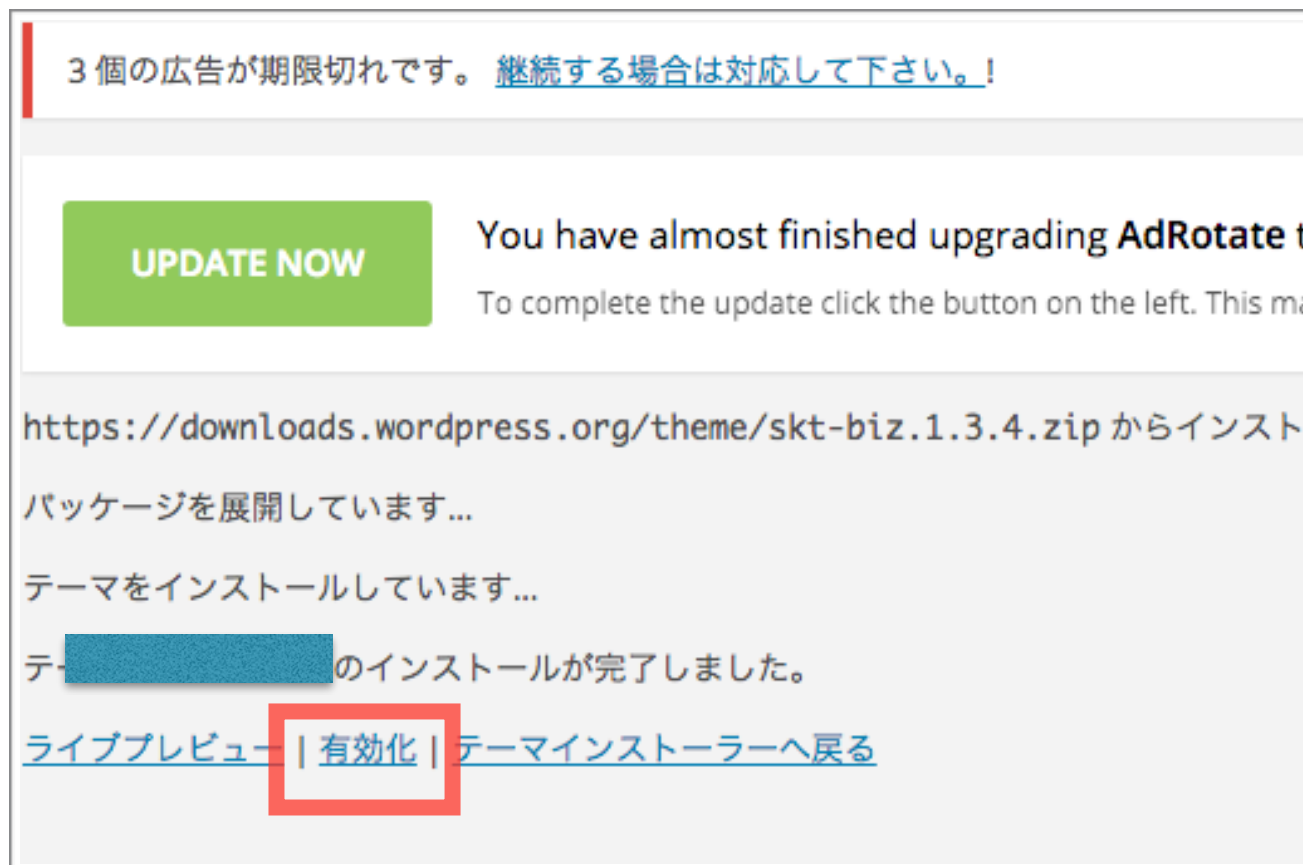 3 個の広告が期限切れです。 継続する場合は対応して下さい。!
UPDATE NOW
You have almost finished upgrading AdRotate t
To complete the update click the button on the left. This ma
https://downloads.wordpress.org/theme/skt-biz.1.3.4.zip からインスト
パッケージを展開しています...
テーマをインストールしています...
テー のインストールが完了しました。
ライブプレビュー | 有効化 | テーマインストーラーへ戻る